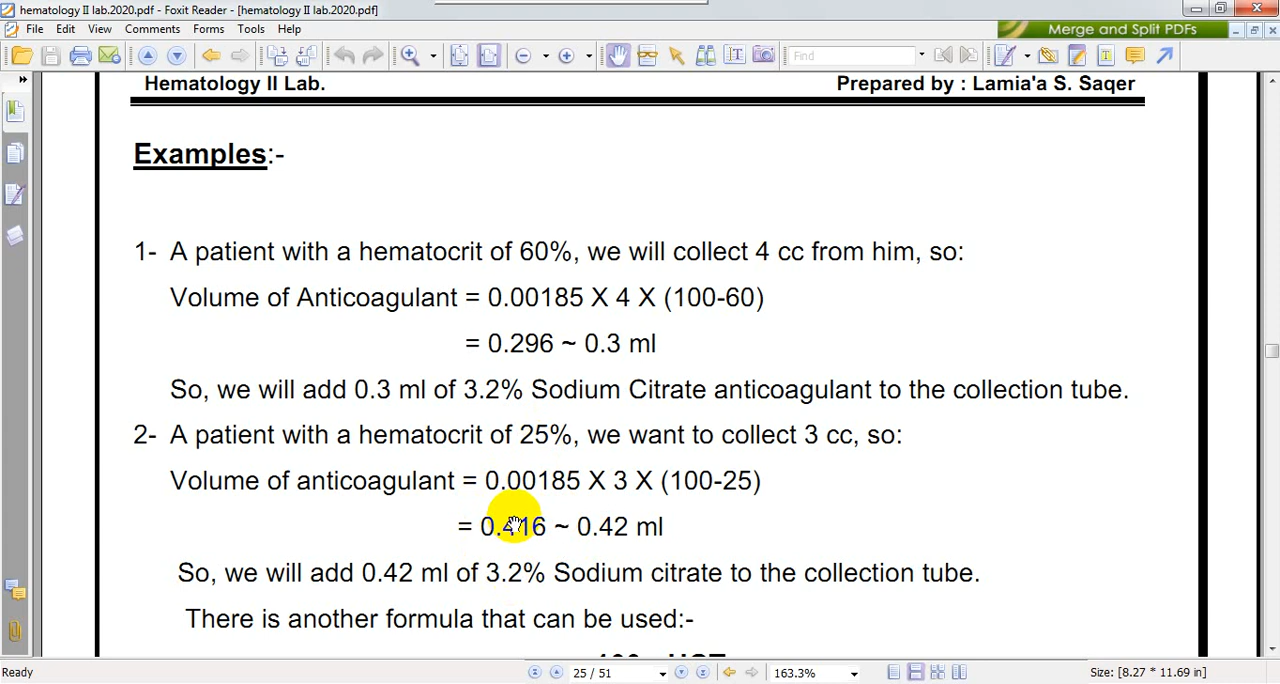 hematology II lab.2020.pdf - Foxit Reader - [hematology II lab.2020.pdf]
File Edit View Comments Forms Tools Help
Merge and Split PDFs
Find
Hematology II Lab. Prepared by : Lamia'a S. Saqer
Examples:-
1- A patient with a hematocrit of 60%, we will collect 4 cc from him, so:
Volume of Anticoagulant = 0.00185 X 4 X (100-60)
= 0.296 ~ 0.3 ml
So, we will add 0.3 ml of 3.2% Sodium Citrate anticoagulant to the collection tube.
2- A patient with a hematocrit of 25%, we want to collect 3 cc, so:
Volume of anticoagulant = 0.00185 X 3 X (100-25)
= 0.416 ~ 0.42 ml
So, we will add 0.42 ml of 3.2% Sodium citrate to the collection tube.
There is another formula that can be used:-
Ready 25 / 51 163.3% Size: [8.27 * 11.69 in]